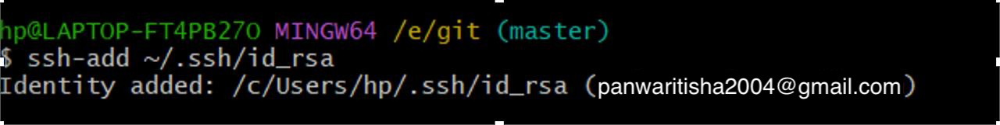 hp@LAPTOP-FT4PB27O MINGW64 /e/git (master)
$ ssh-add ~/.ssh/id_rsa
Identity added: /c/Users/hp/.ssh/id_rsa (panwaritisha2004@gmail.com)